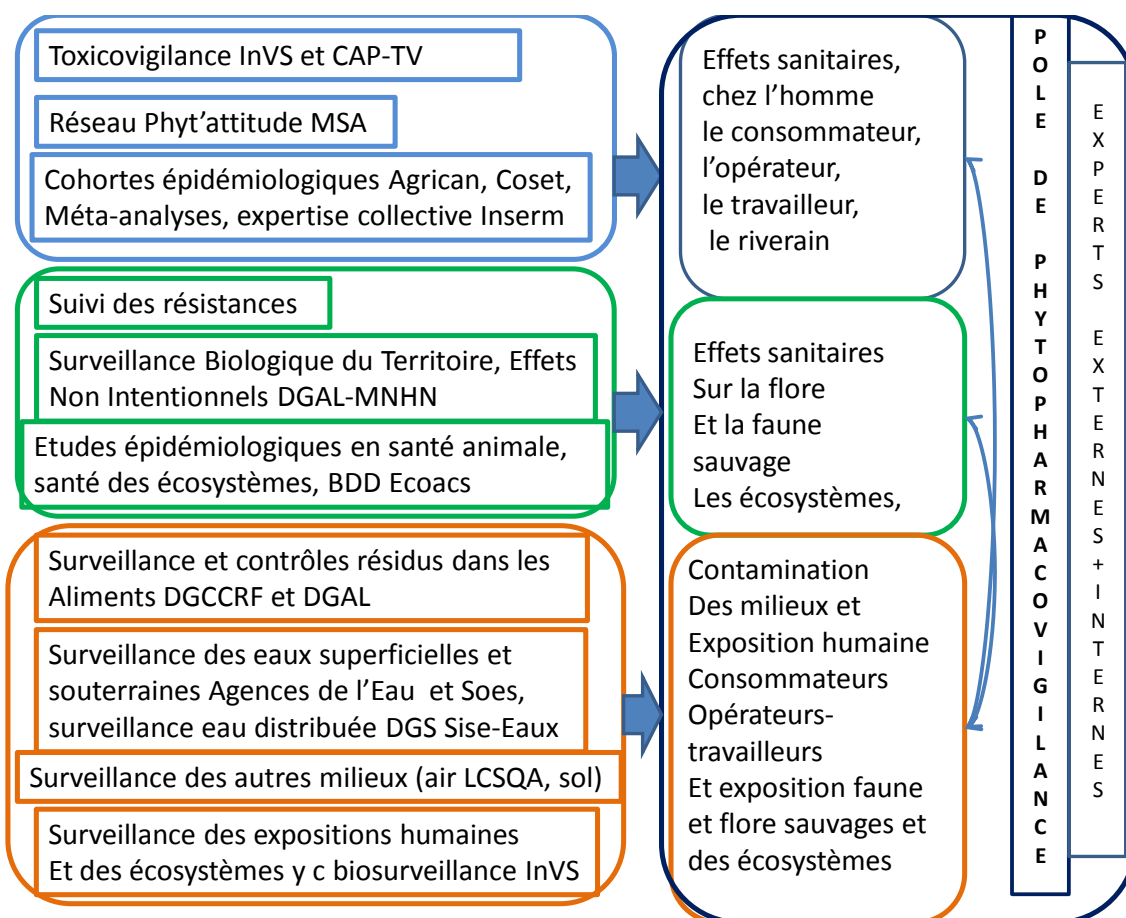 Toxicovigilance InVS et CAP-TV
Réseau Phyt’attitude MSA
Cohortes épidémiologiques Agrican, Coset,
Méta-analyses, expertise collective Inserm
Effets sanitaires,
chez l’homme
le consommateur,
l’opérateur,
le travailleur,
le riverain
Suivi des résistances
Surveillance Biologique du Territoire, Effets
Non Intentionnels DGAL-MNHN
Etudes épidémiologiques en santé animale,
santé des écosystèmes, BDD Ecoacs
Effets sanitaires
Sur la flore
Et la faune
sauvage
Les écosystèmes,
Surveillance et contrôles résidus dans les
Aliments DGCCRF et DGAL
Surveillance des eaux superficielles et
souterraines Agences de l’Eau et Soes,
surveillance eau distribuée DGS Sise-Eaux
Surveillance des autres milieux (air LCSQA, sol)
Surveillance des expositions humaines
Et des écosystèmes y c biosurveillance InVS
Contamination
Des milieux et
Exposition humaine
Consommateurs
Opérateurs-
travailleurs
Et exposition faune
et flore sauvages et
des écosystèmes
POLE DE PHYTOPHARMACOVIGILANCE
EXPERTS EXTERNES+INTERNES